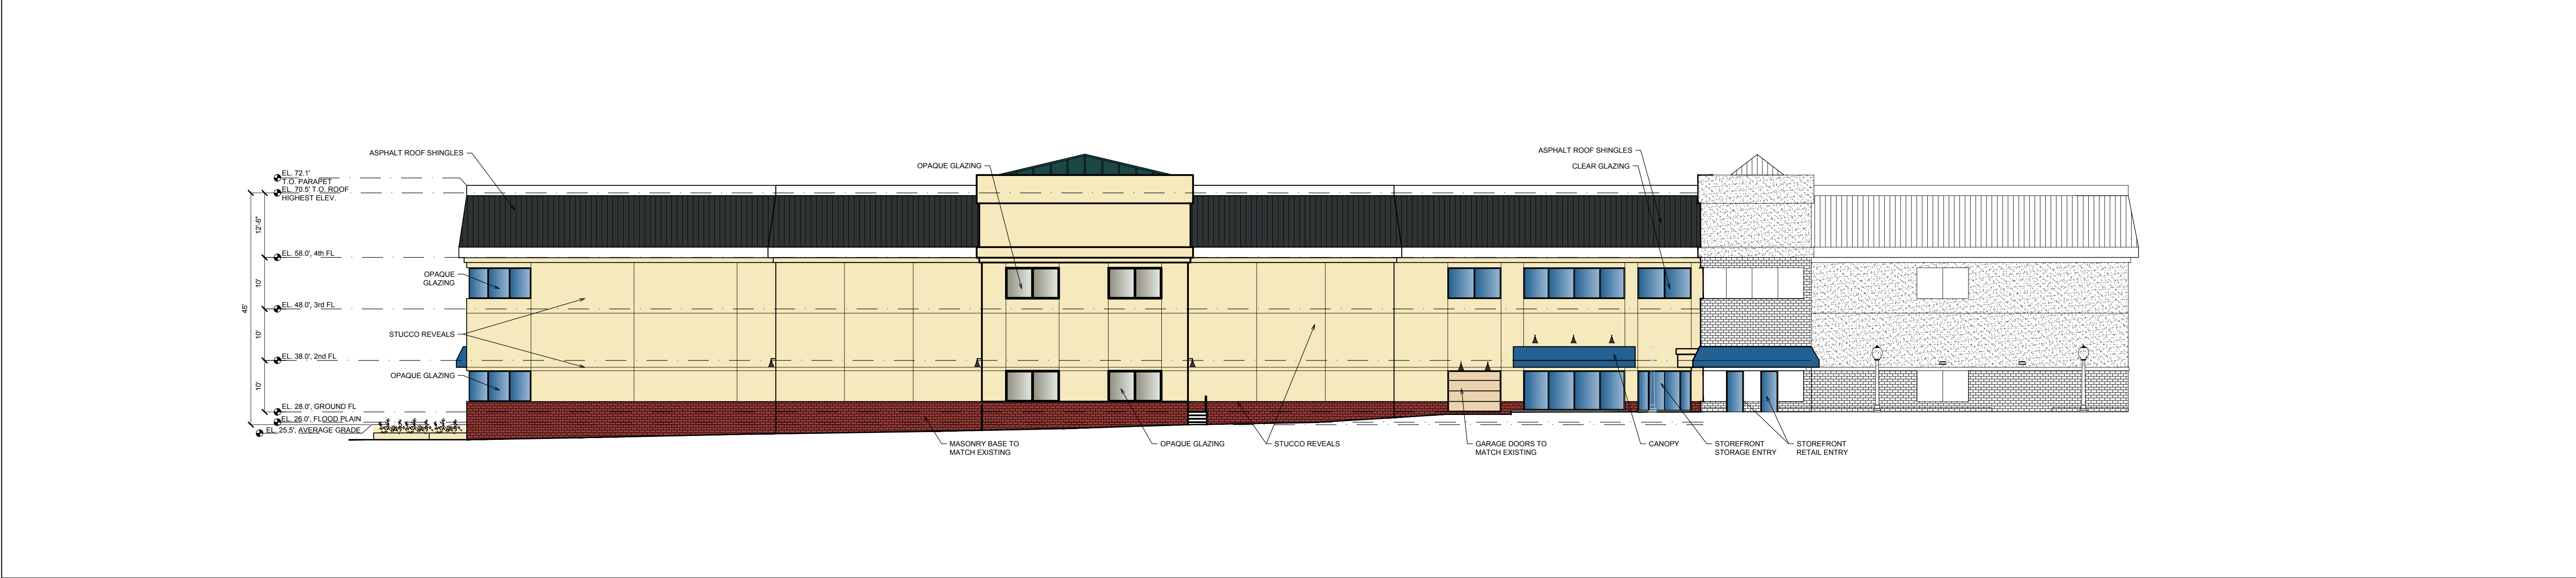 ASPHALT ROOF SHINGLES
OPAQUE GLAZING
ASPHALT ROOF SHINGLES
CLEAR GLAZING
EL. 72.1'
T.O. PARAPET
EL. 70.5' T.O. ROOF
HIGHEST ELEV.
12'-6"
EL. 58.0', 4th FL
OPAQUE
GLAZING
10'
EL. 48.0', 3rd FL
45'
STUCCO REVEALS
10'
EL. 38.0', 2nd FL
OPAQUE GLAZING
10'
EL. 28.0', GROUND FL
EL. 26.0', FLOOD PLAIN
EL. 25,5', AVERAGE GRADE
MASONRY BASE TO
MATCH EXISTING
OPAQUE GLAZING
STUCCO REVEALS
GARAGE DOORS TO
MATCH EXISTING
CANOPY
STOREFRONT
STORAGE ENTRY
STOREFRONT
RETAIL ENTRY